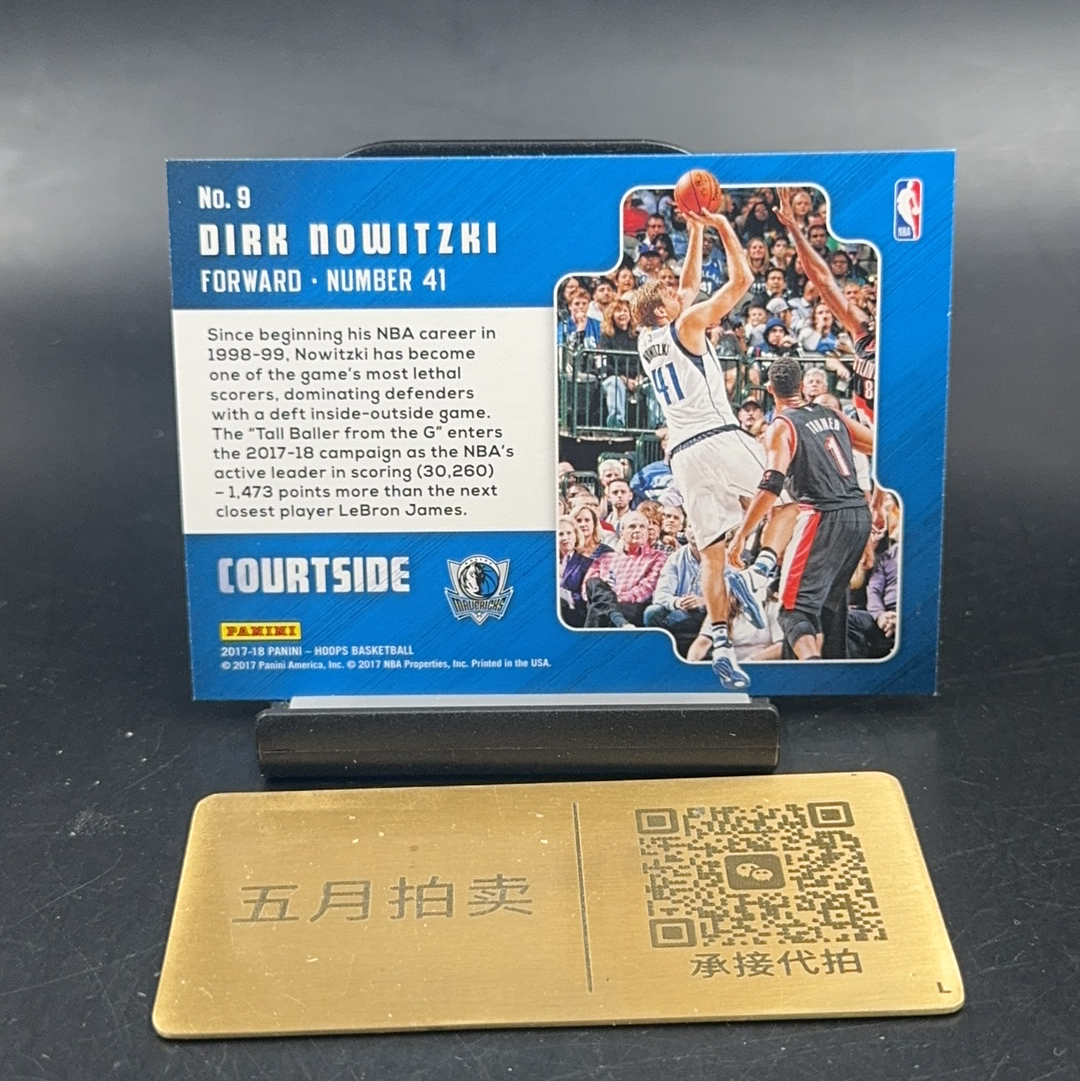 No. 9
DIRK NOWITZKI
FORWARD · NUMBER 41
NBA
Since beginning his NBA career in
1998-99, Nowitzki has become
one of the game's most lethal
scorers, dominating defenders
with a deft inside-outside game.
The "Tall Baller from the G" enters
the 2017-18 campaign as the NBA's
active leader in scoring (30,260)
– 1,473 points more than the next
closest player LeBron James.
NOWITZKI
41
1
COURTSIDE
MAVERICKS
PANINI
2017-18 PANINI – HOOPS BASKETBALL
© 2017 Panini America, Inc. © 2017 NBA Properties, Inc. Printed in the USA.
五月拍卖
承接代拍
L